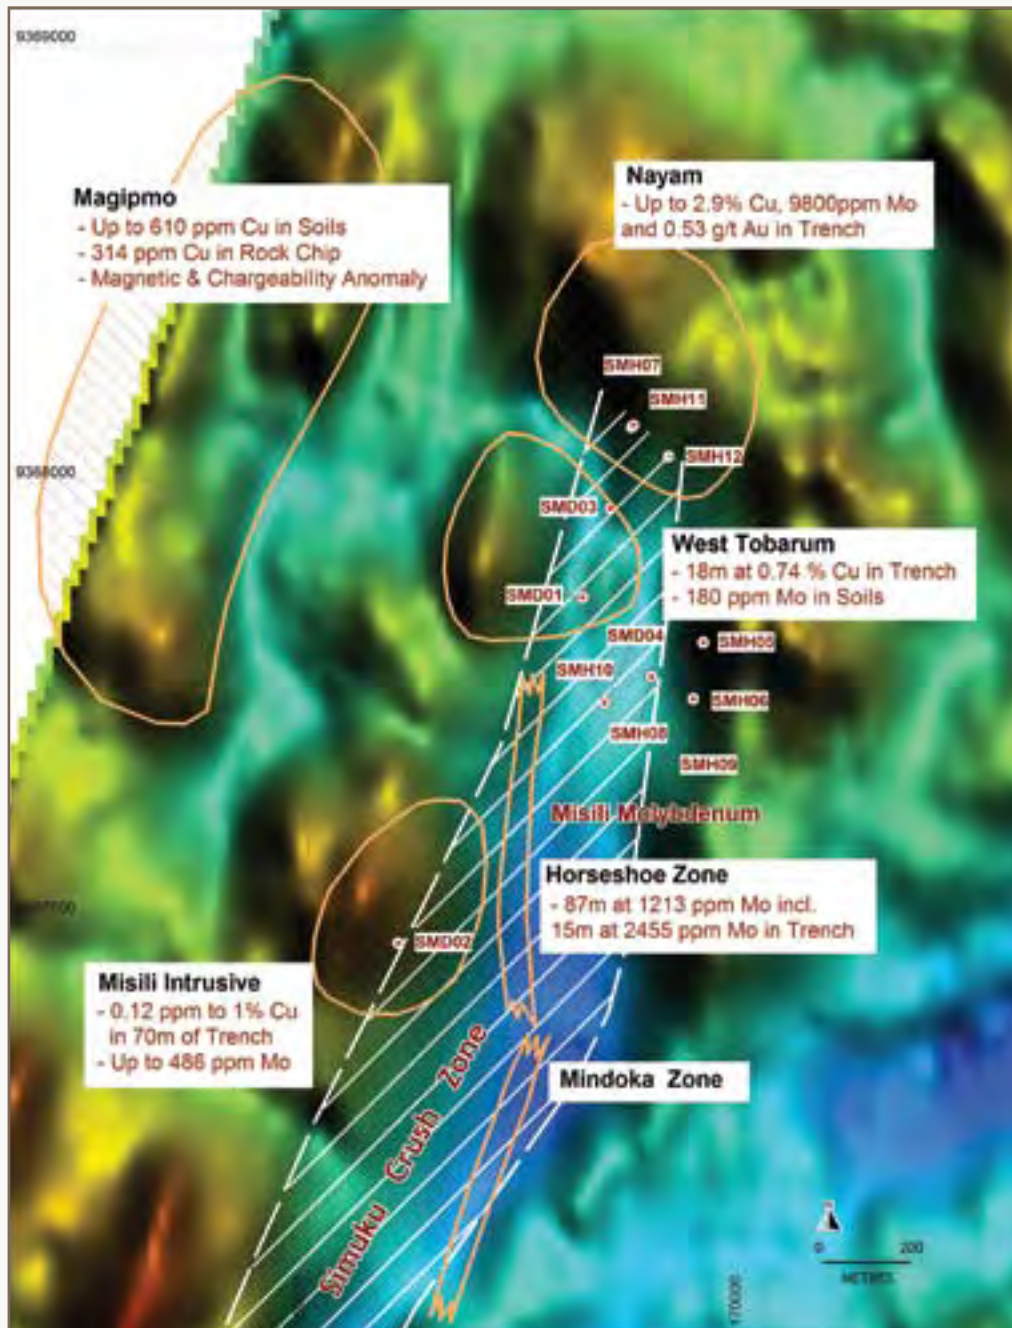 9369000
Magipmo
- Up to 610 ppm Cu in Soils
- 314 ppm Cu in Rock Chip
- Magnetic & Chargeability Anomaly
Nayam
- Up to 2.9% Cu, 9800ppm Mo
and 0.53 g/t Au in Trench
SMH07
SMH11
SMH12
9368000
SMD03
West Tobarum
- 18m at 0.74 % Cu in Trench
- 180 ppm Mo in Soils
SMD01
SMD04
SMH05
SMH10
SMH06
SMH08
SMH09
Misili Molybdenum
Horseshoe Zone
- 87m at 1213 ppm Mo incl.
15m at 2455 ppm Mo in Trench
SMD02
Misili Intrusive
- 0.12 ppm to 1% Cu
in 70m of Trench
- Up to 486 ppm Mo
Mindoka Zone
Simuku Crush Zone
0 200
METRES
170000